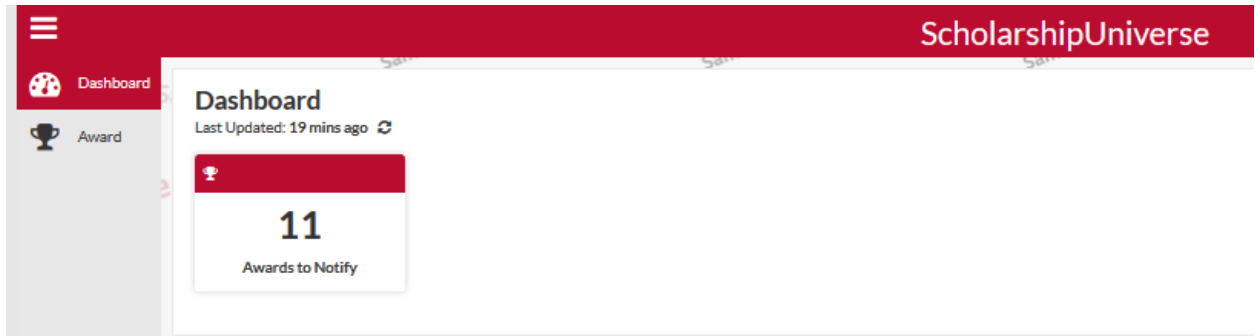 ScholarshipUniverse
Dashboard
Award
Dashboard
Last Updated: 19 mins ago
11
Awards to Notify